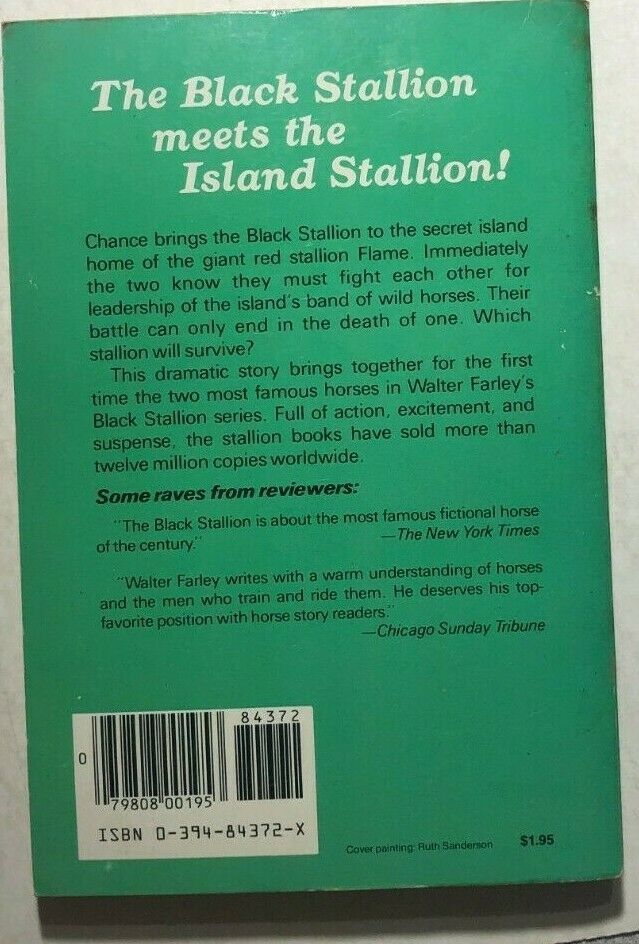 The Black Stallion
meets the
Island Stallion!
Chance brings the Black Stallion to the secret island
home of the giant red stallion Flame. Immediately
the two know they must fight each other for
leadership of the island's band of wild horses. Their
battle can only end in the death of one. Which
stallion will survive?
This dramatic story brings together for the first
time the two most famous horses in Walter Farley's
Black Stallion series. Full of action, excitement, and
suspense, the stallion books have sold more than
twelve million copies worldwide.
Some raves from reviewers:
"The Black Stallion is about the most famous fictional horse
of the century." —The New York Times
"Walter Farley writes with a warm understanding of horses
and the men who train and ride them. He deserves his top-
favorite position with horse story readers."
—Chicago Sunday Tribune
84372
0 79808 00195
ISBN 0-394-84372-X
Cover painting: Ruth Sanderson $1.95